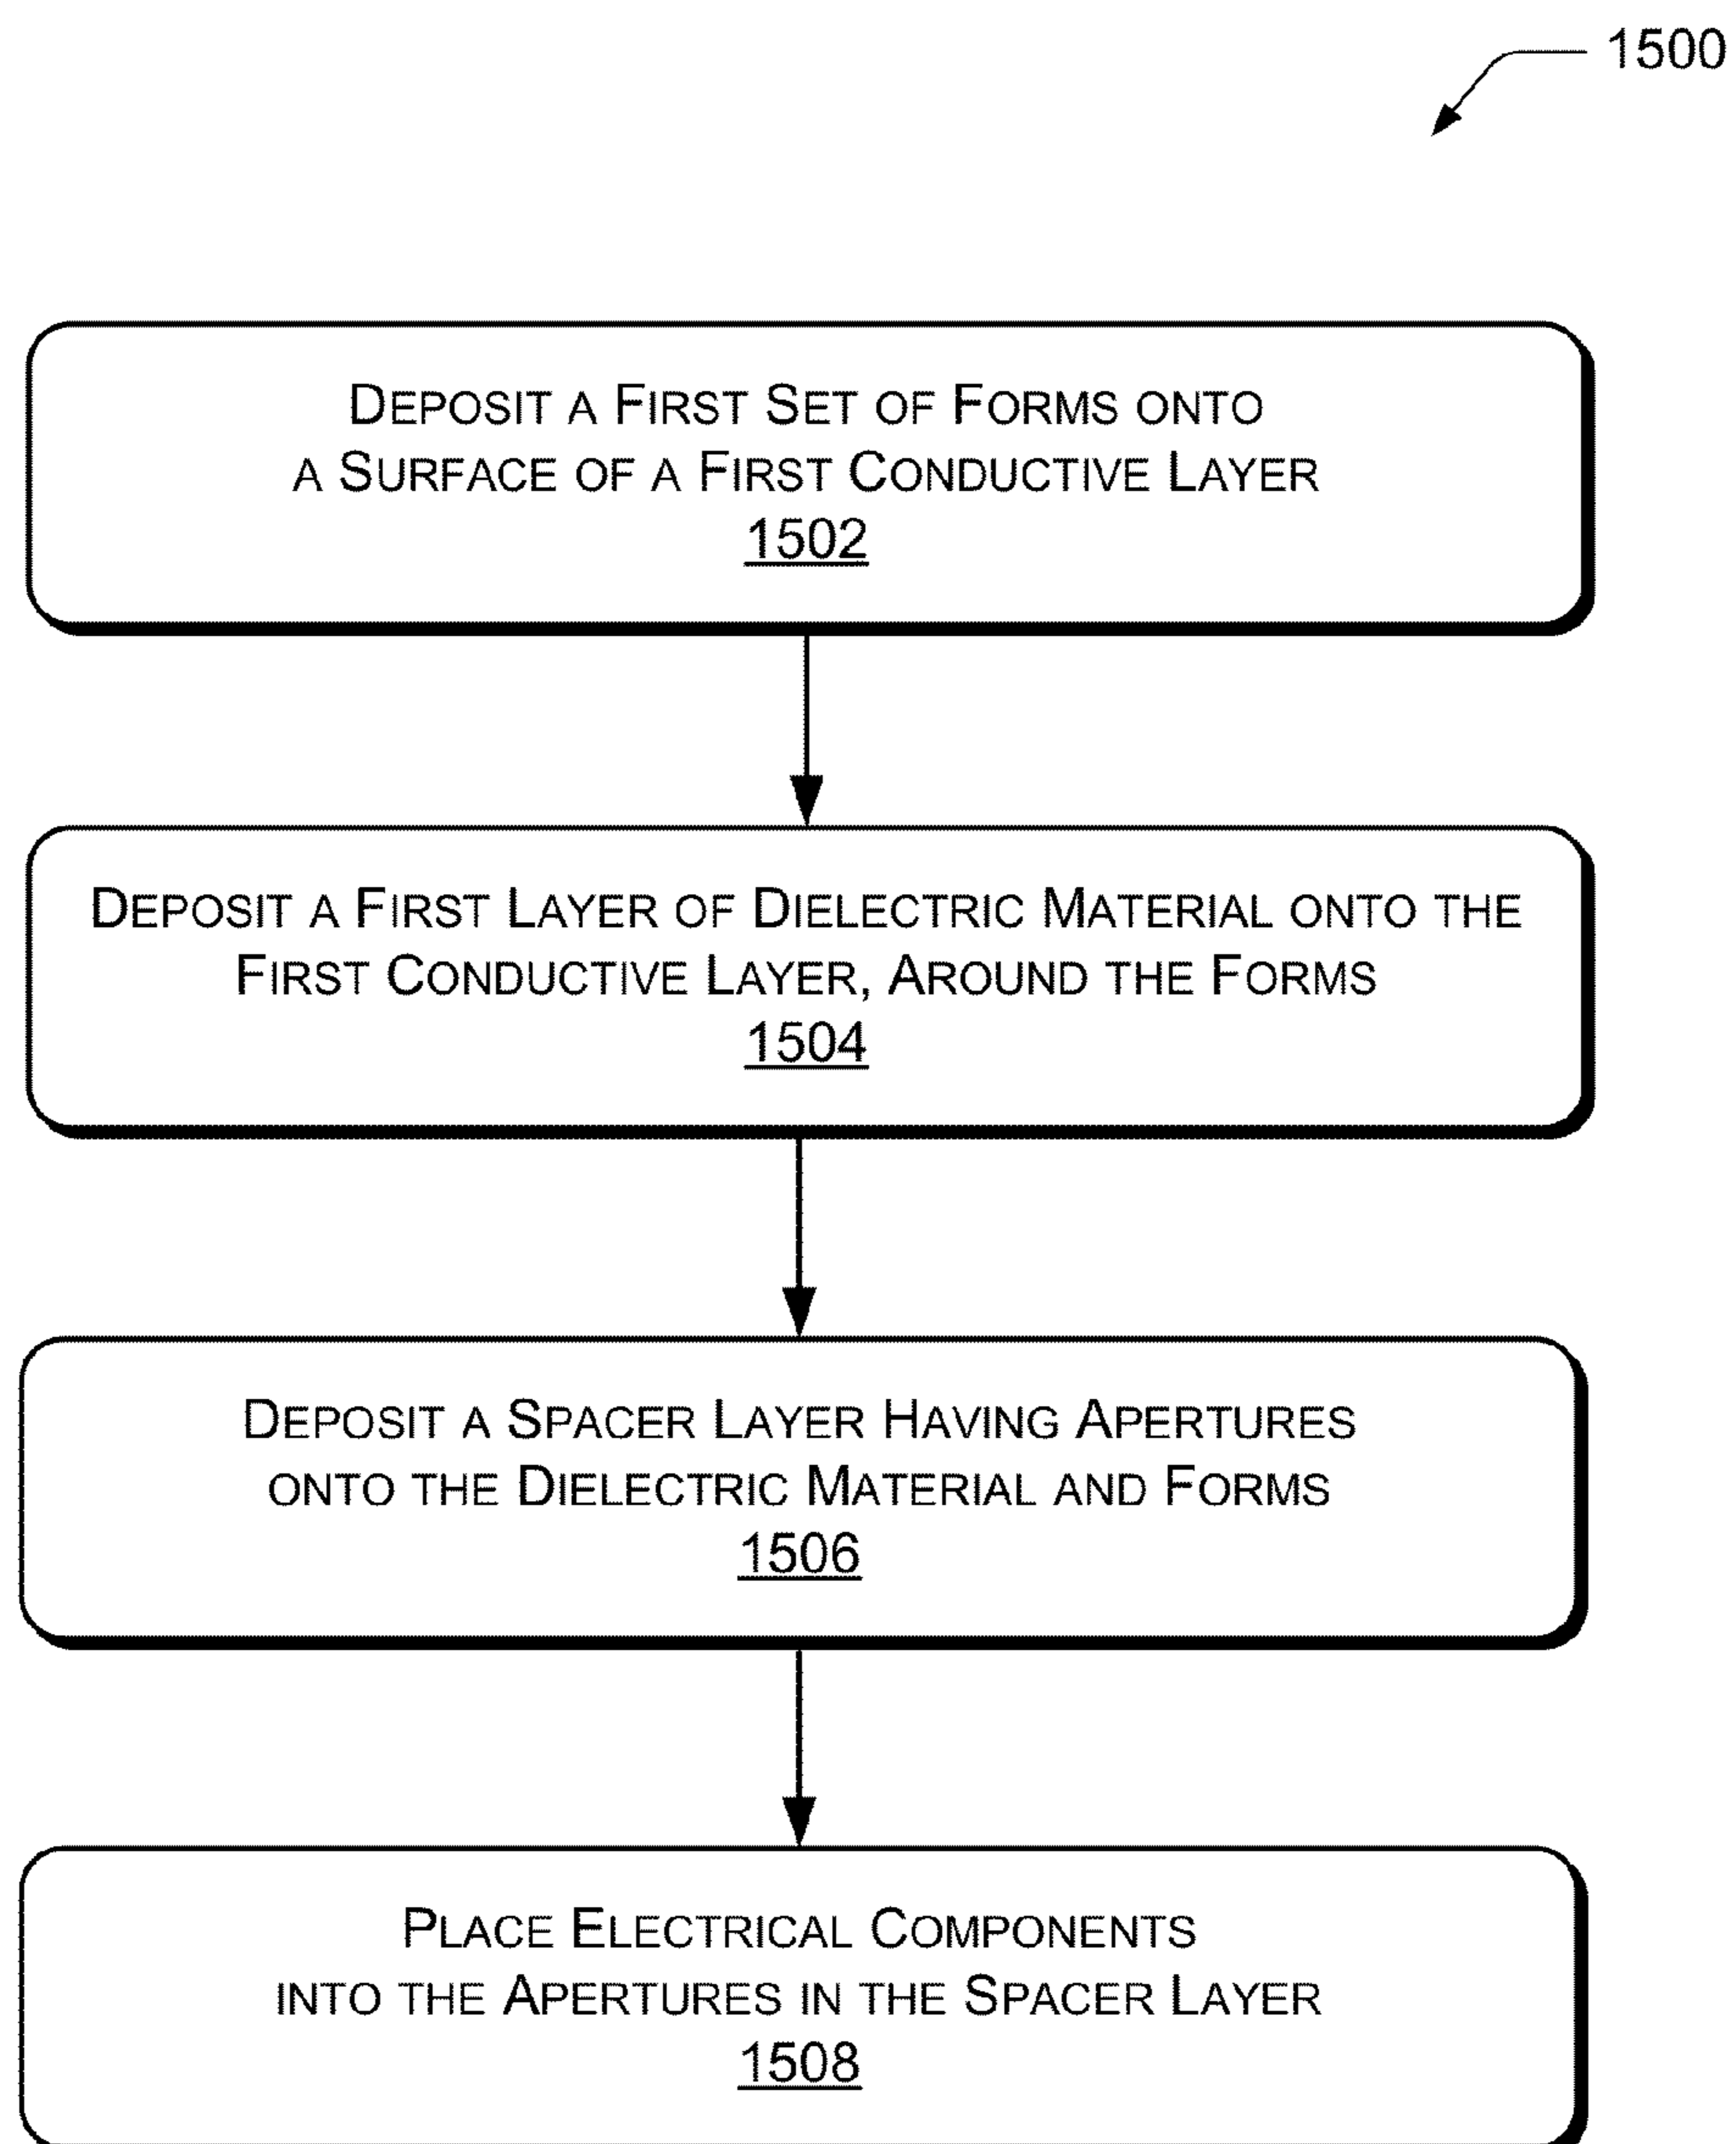 1500
DEPOSIT A FIRST SET OF FORMS ONTO
A SURFACE OF A FIRST CONDUCTIVE LAYER
1502
DEPOSIT A FIRST LAYER OF DIELECTRIC MATERIAL ONTO THE
FIRST CONDUCTIVE LAYER, AROUND THE FORMS
1504
DEPOSIT A SPACER LAYER HAVING APERTURES
ONTO THE DIELECTRIC MATERIAL AND FORMS
1506
PLACE ELECTRICAL COMPONENTS
INTO THE APERTURES IN THE SPACER LAYER
1508